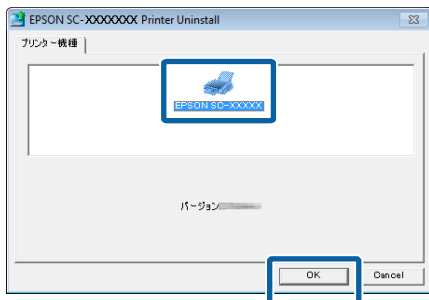 EPSON SC-XXXXXXX Printer Uninstall
プリンター機種
EPSON SC-XXXXX
バージョン
OK
Cancel